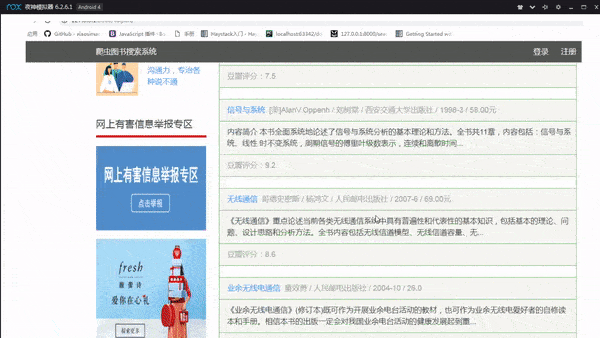 nox 夜神模拟器 6.2.6.1 Android 4
应用 GitHub - xiaoximan JavaScript 手册 Haystack入门 - Ma localhost:63342/d 127.0.0.1:8000/sea Getting Started wit
爬虫图书搜索系统 登录 注册
沟通力,专治各
种说不通
网上有害信息举报专区
网上有害信息举报专区
点击举报
fresh
薇蕾诗
爱你在心礼
探索更多
豆瓣评分:7.5
信号与系统 [美]Alan V. Oppenh / 刘树棠 / 西安交通大学出版社 / 1998-3 / 58.00元
内容简介 本书全面系统地论述了信号与系统分析的基本理论和方法。全书共11章,内容包括:信号与系
统、线性 时不变系统,周期信号的傅里叶级数表示,连续和离散时间...
豆瓣评分:9.2
无线通信 哥德史密斯 / 杨鸿文 / 人民邮电出版社 / 2007-6 / 69.00元
《无线通信》重点论述当前各类无线通信系统中具有普遍性和代表性的基本知识,包括基本的理论、问
题、设计思路和分析方法。全书内容包括无线信道模型、无线信道容量、无...
豆瓣评分:8.6
业余无线电通信 童效勇 / 人民邮电出版社 / 2004-10 / 26.0
《业余无线电通信》(修订本)既可作为开展业余电台活动的教材,也可作为业余无线电爱好者的自修读
本和手册。相信本书的出版一定会对我国业余电台活动的健康发展起到重...